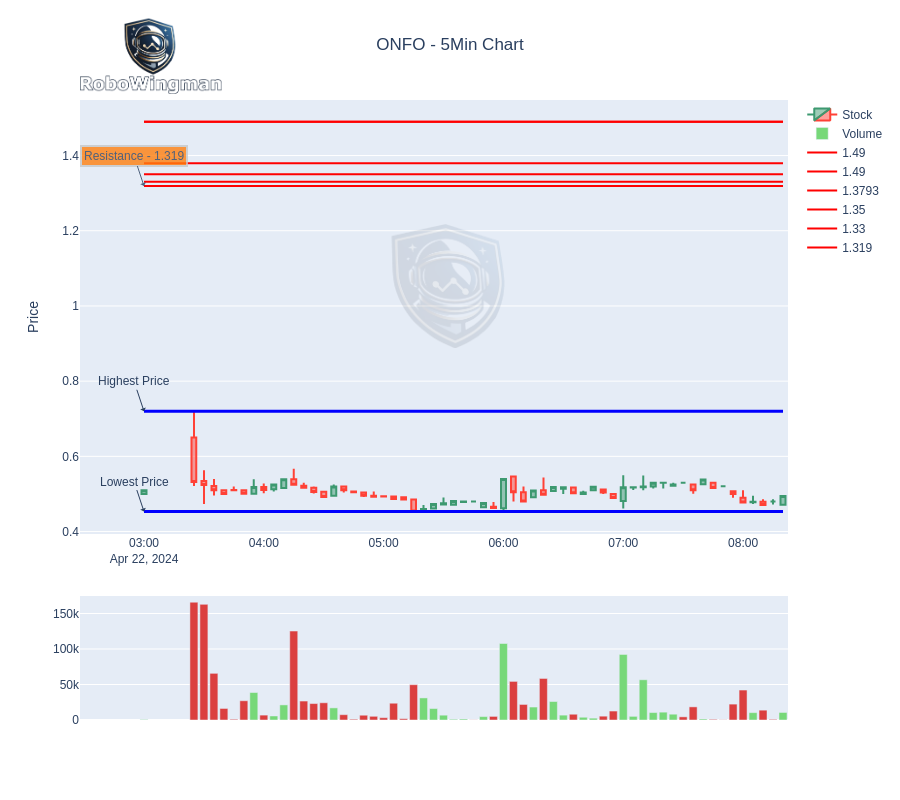 RoboWingman
ONFO - 5Min Chart
Stock
Volume
1.49
1.49
1.3793
1.35
1.33
1.319
Price
1.4
1.2
1
0.8
0.6
0.4
Resistance - 1.319
Highest Price
Lowest Price
03:00
04:00
05:00
06:00
07:00
08:00
Apr 22, 2024
150k
100k
50k
0